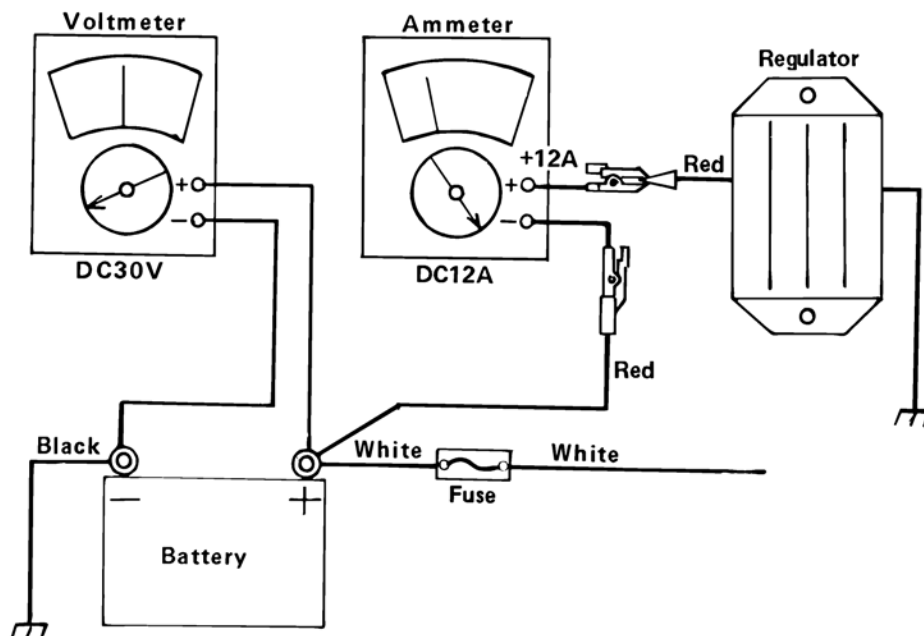 Voltmeter
Ammeter
Regulator
+12A
Red
+
−
+
−
DC30V
DC12A
Red
Black
White
White
Fuse
−
+
Battery